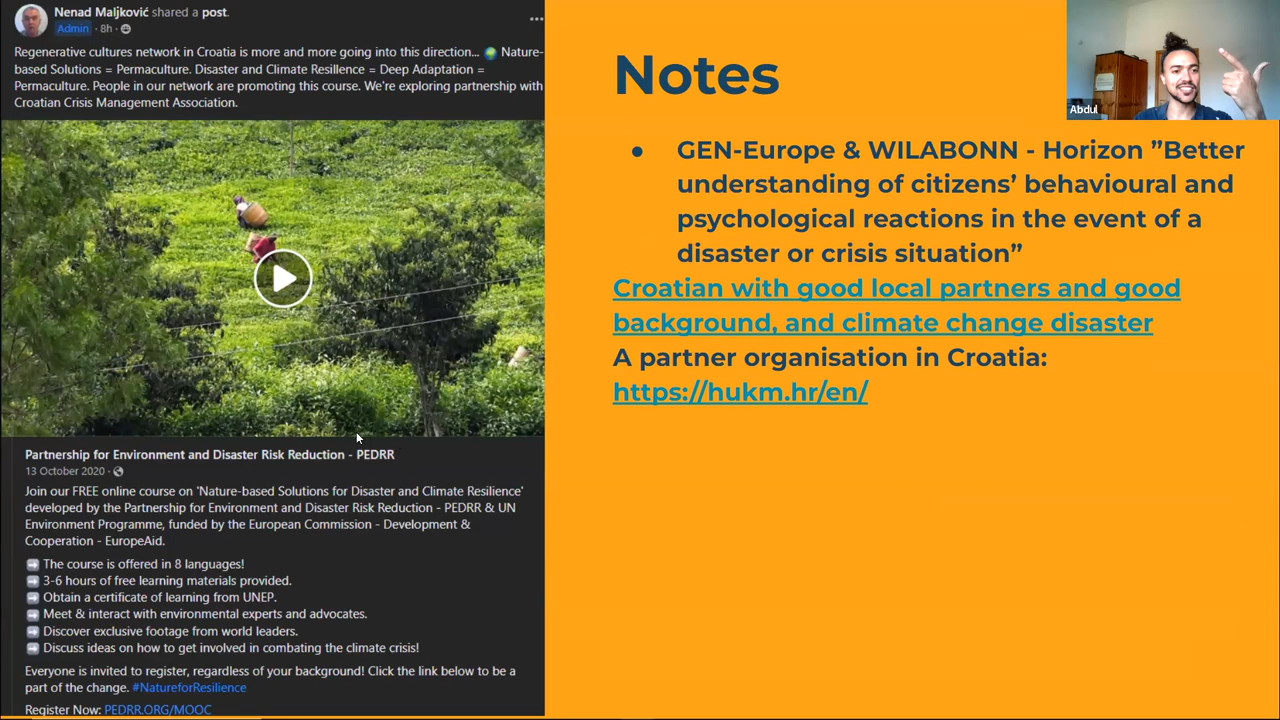 Nenad Maljković shared a post.
Admin · 8h ·
Regenerative cultures network in Croatia is more and more going into this direction... Nature-
based Solutions = Permaculture. Disaster and Climate Resillence = Deep Adaptation =
Permaculture. People in our network are promoting this course. We're exploring partnership with
Croatian Crisis Management Association.
Partnership for Environment and Disaster Risk Reduction - PEDRR
13 October 2020 ·
Join our FREE online course on 'Nature-based Solutions for Disaster and Climate Resilience'
developed by the Partnership for Environment and Disaster Risk Reduction - PEDRR & UN
Environment Programme, funded by the European Commission - Development &
Cooperation - EuropeAid.
The course is offered in 8 languages!
3-6 hours of free learning materials provided.
Obtain a certificate of learning from UNEP.
Meet & interact with environmental experts and advocates.
Discover exclusive footage from world leaders.
Discuss ideas on how to get involved in combating the climate crisis!
Everyone is invited to register, regardless of your background! Click the link below to be a
part of the change. #NatureforResilience
Register Now: PEDRR.ORG/MOOC
Notes
● GEN-Europe & WILABONN - Horizon ”Better
understanding of citizens’ behavioural and
psychological reactions in the event of a
disaster or crisis situation”
Croatian with good local partners and good
background, and climate change disaster
A partner organisation in Croatia:
https://hukm.hr/en/
Abdul